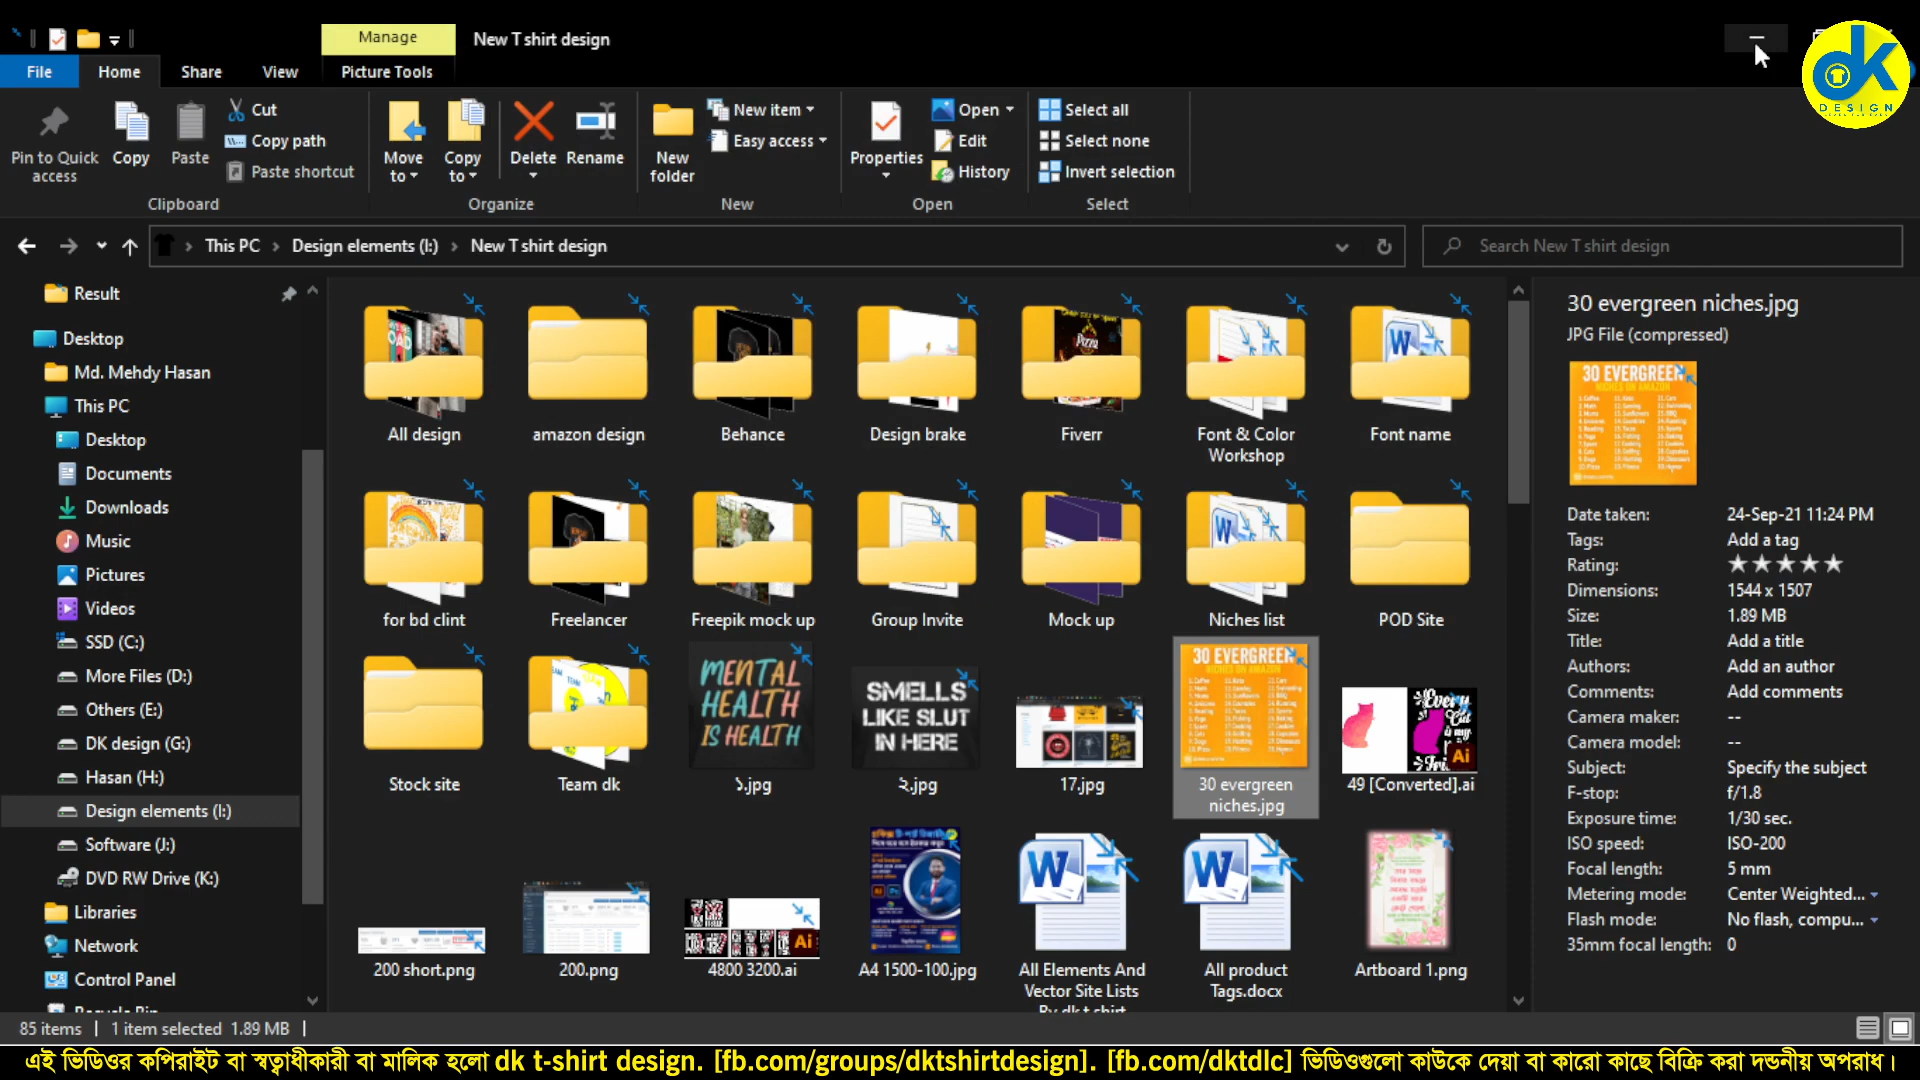 Manage
New T shirt design
File
Home
Share
View
Picture Tools
Pin to Quick access
Copy
Paste
Cut
Copy path
Paste shortcut
Clipboard
Move to
Copy to
Delete
Rename
Organize
New folder
New item
Easy access
New
Properties
Open
Edit
History
Open
Select all
Select none
Invert selection
Select
dk
DESIGN
This PC > Design elements (I:) > New T shirt design
Search New T shirt design
Result
Desktop
Md. Mehdy Hasan
This PC
Desktop
Documents
Downloads
Music
Pictures
Videos
SSD (C:)
More Files (D:)
Others (E:)
DK design (G:)
Hasan (H:)
Design elements (I:)
Software (J:)
DVD RW Drive (K:)
Libraries
Network
Control Panel
All design
amazon design
Behance
Design brake
Fiverr
Font & Color Workshop
Font name
for bd clint
Freelancer
Freepik mock up
Group Invite
Mock up
Niches list
POD Site
MENTAL
HEALTH
IS HEALTH
SMELLS
LIKE SLUT
IN HERE
30 EVERGREEN
NICHES ON AMAZON
Stock site
Team dk
১.jpg
২.jpg
17.jpg
30 evergreen niches.jpg
49 [Converted].ai
200 short.png
200.png
4800 3200.ai
A4 1500-100.jpg
All Elements And
Vector Site Lists
By dk t-shirt
All product Tags.docx
Artboard 1.png
30 evergreen niches.jpg
JPG File (compressed)
30 EVERGREEN
NICHES ON AMAZON
Date taken: 24-Sep-21 11:24 PM
Tags: Add a tag
Rating:
Dimensions: 1544 x 1507
Size: 1.89 MB
Title: Add a title
Authors: Add an author
Comments: Add comments
Camera maker: --
Camera model: --
Subject: Specify the subject
F-stop: f/1.8
Exposure time: 1/30 sec.
ISO speed: ISO-200
Focal length: 5 mm
Metering mode: Center Weighted...
Flash mode: No flash, compu...
35mm focal length: 0
85 items | 1 item selected 1.89 MB |
এই ভিডিওর কপিরাইট বা স্বত্বাধীকারী বা মালিক হলো dk t-shirt design. [fb.com/groups/dktshirtdesign]. [fb.com/dktdlc] ভিডিওগুলো কাউকে দেয়া বা কারো কাছে বিক্রি করা দন্ডনীয় অপরাধ।